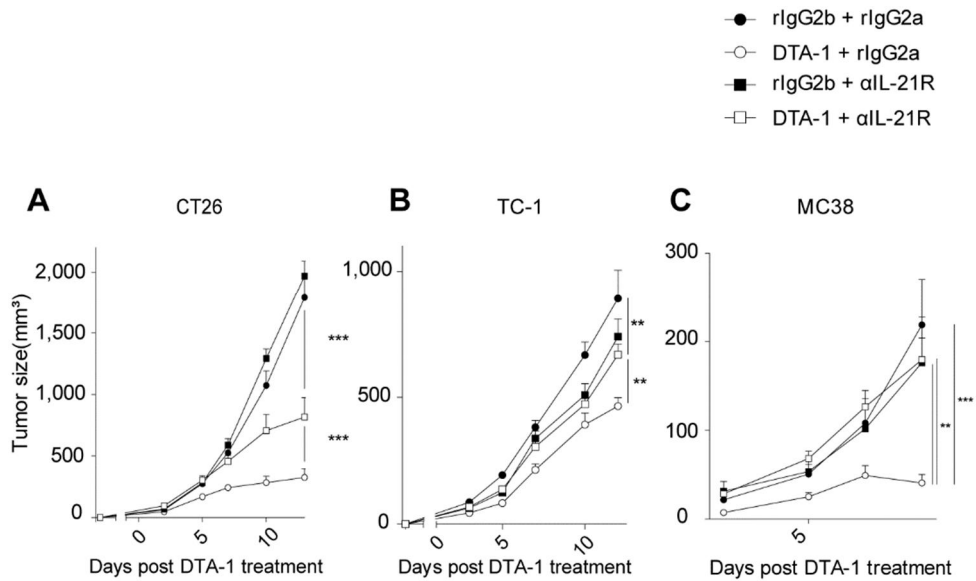 rIgG2b + rIgG2a
DTA-1 + rIgG2a
rIgG2b + αIL-21R
DTA-1 + αIL-21R
A
CT26
Tumor size(mm³)
2,000
1,500
1,000
500
0
0
5
10
***
***
Days post DTA-1 treatment
B
TC-1
1,000
500
0
0
5
10
**
**
Days post DTA-1 treatment
C
MC38
300
200
100
0
5
**
***
Days post DTA-1 treatment